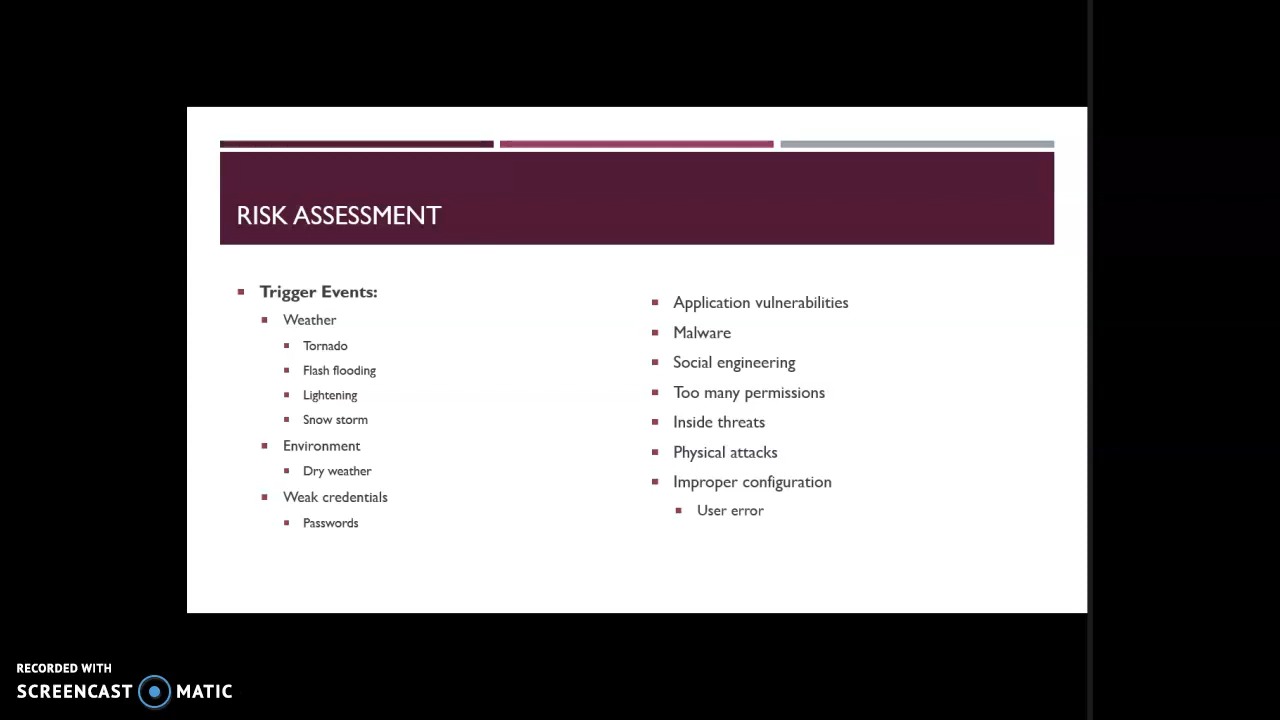 RISK ASSESSMENT
Trigger Events:
Weather
Tornado
Flash flooding
Lightening
Snow storm
Environment
Dry weather
Weak credentials
Passwords
Application vulnerabilities
Malware
Social engineering
Too many permissions
Inside threats
Physical attacks
Improper configuration
User error
RECORDED WITH
SCREENCAST MATIC